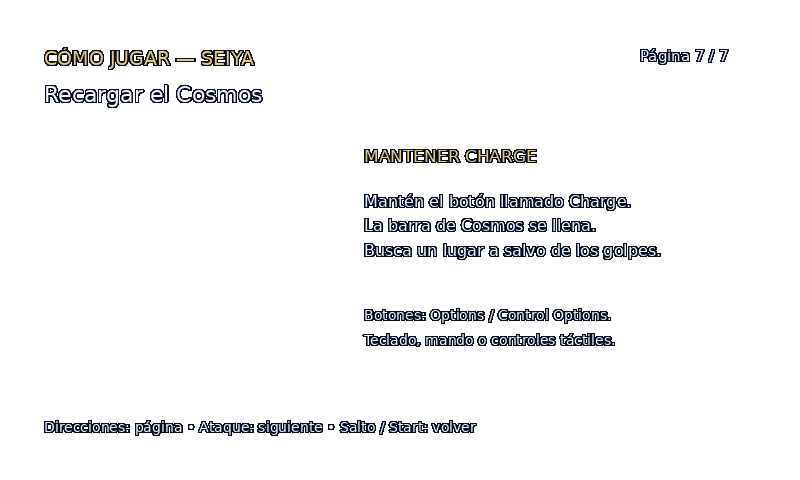 CÓMO JUGAR — SEIYA
Página 7 / 7
Recargar el Cosmos
MANTENER CHARGE
Mantén el botón llamado Charge.
La barra de Cosmos se llena.
Busca un lugar a salvo de los golpes.
Botones: Options / Control Options.
Teclado, mando o controles táctiles.
Direcciones: página • Ataque: siguiente • Salto / Start: volver